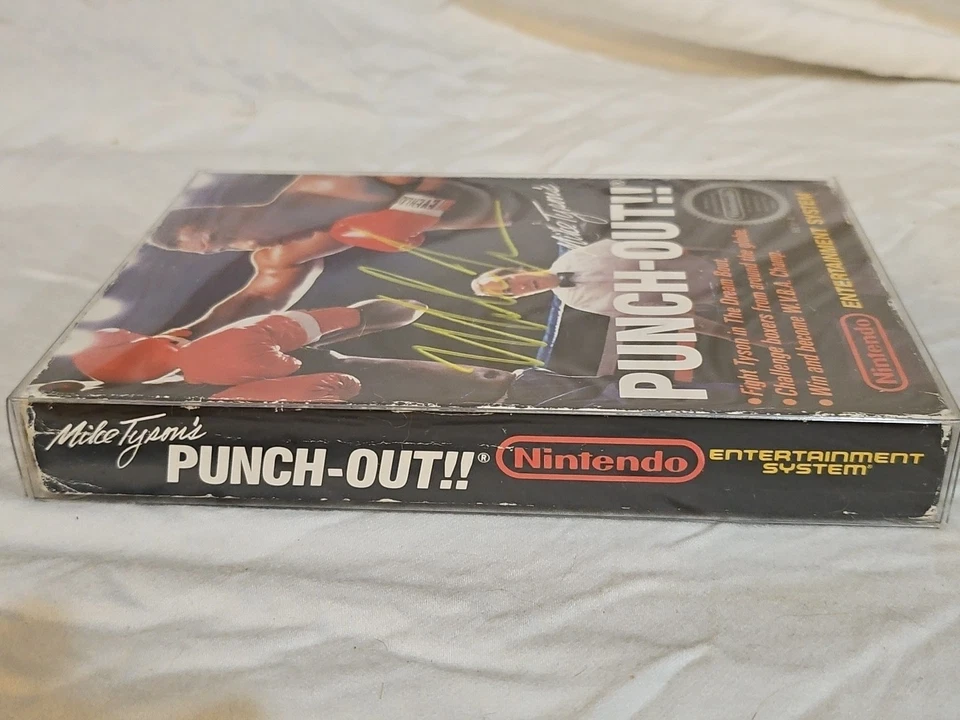 Mike Tyson's
PUNCH-OUT!!®
• Fight Tyson in The Dream Bout.
• Challenge boxers from around the globe.
• Win and become W.V.B.A. Champ.
Nintendo®
ENTERTAINMENT SYSTEM
Mike Tyson's
PUNCH-OUT!!®
Nintendo
ENTERTAINMENT
SYSTEM®